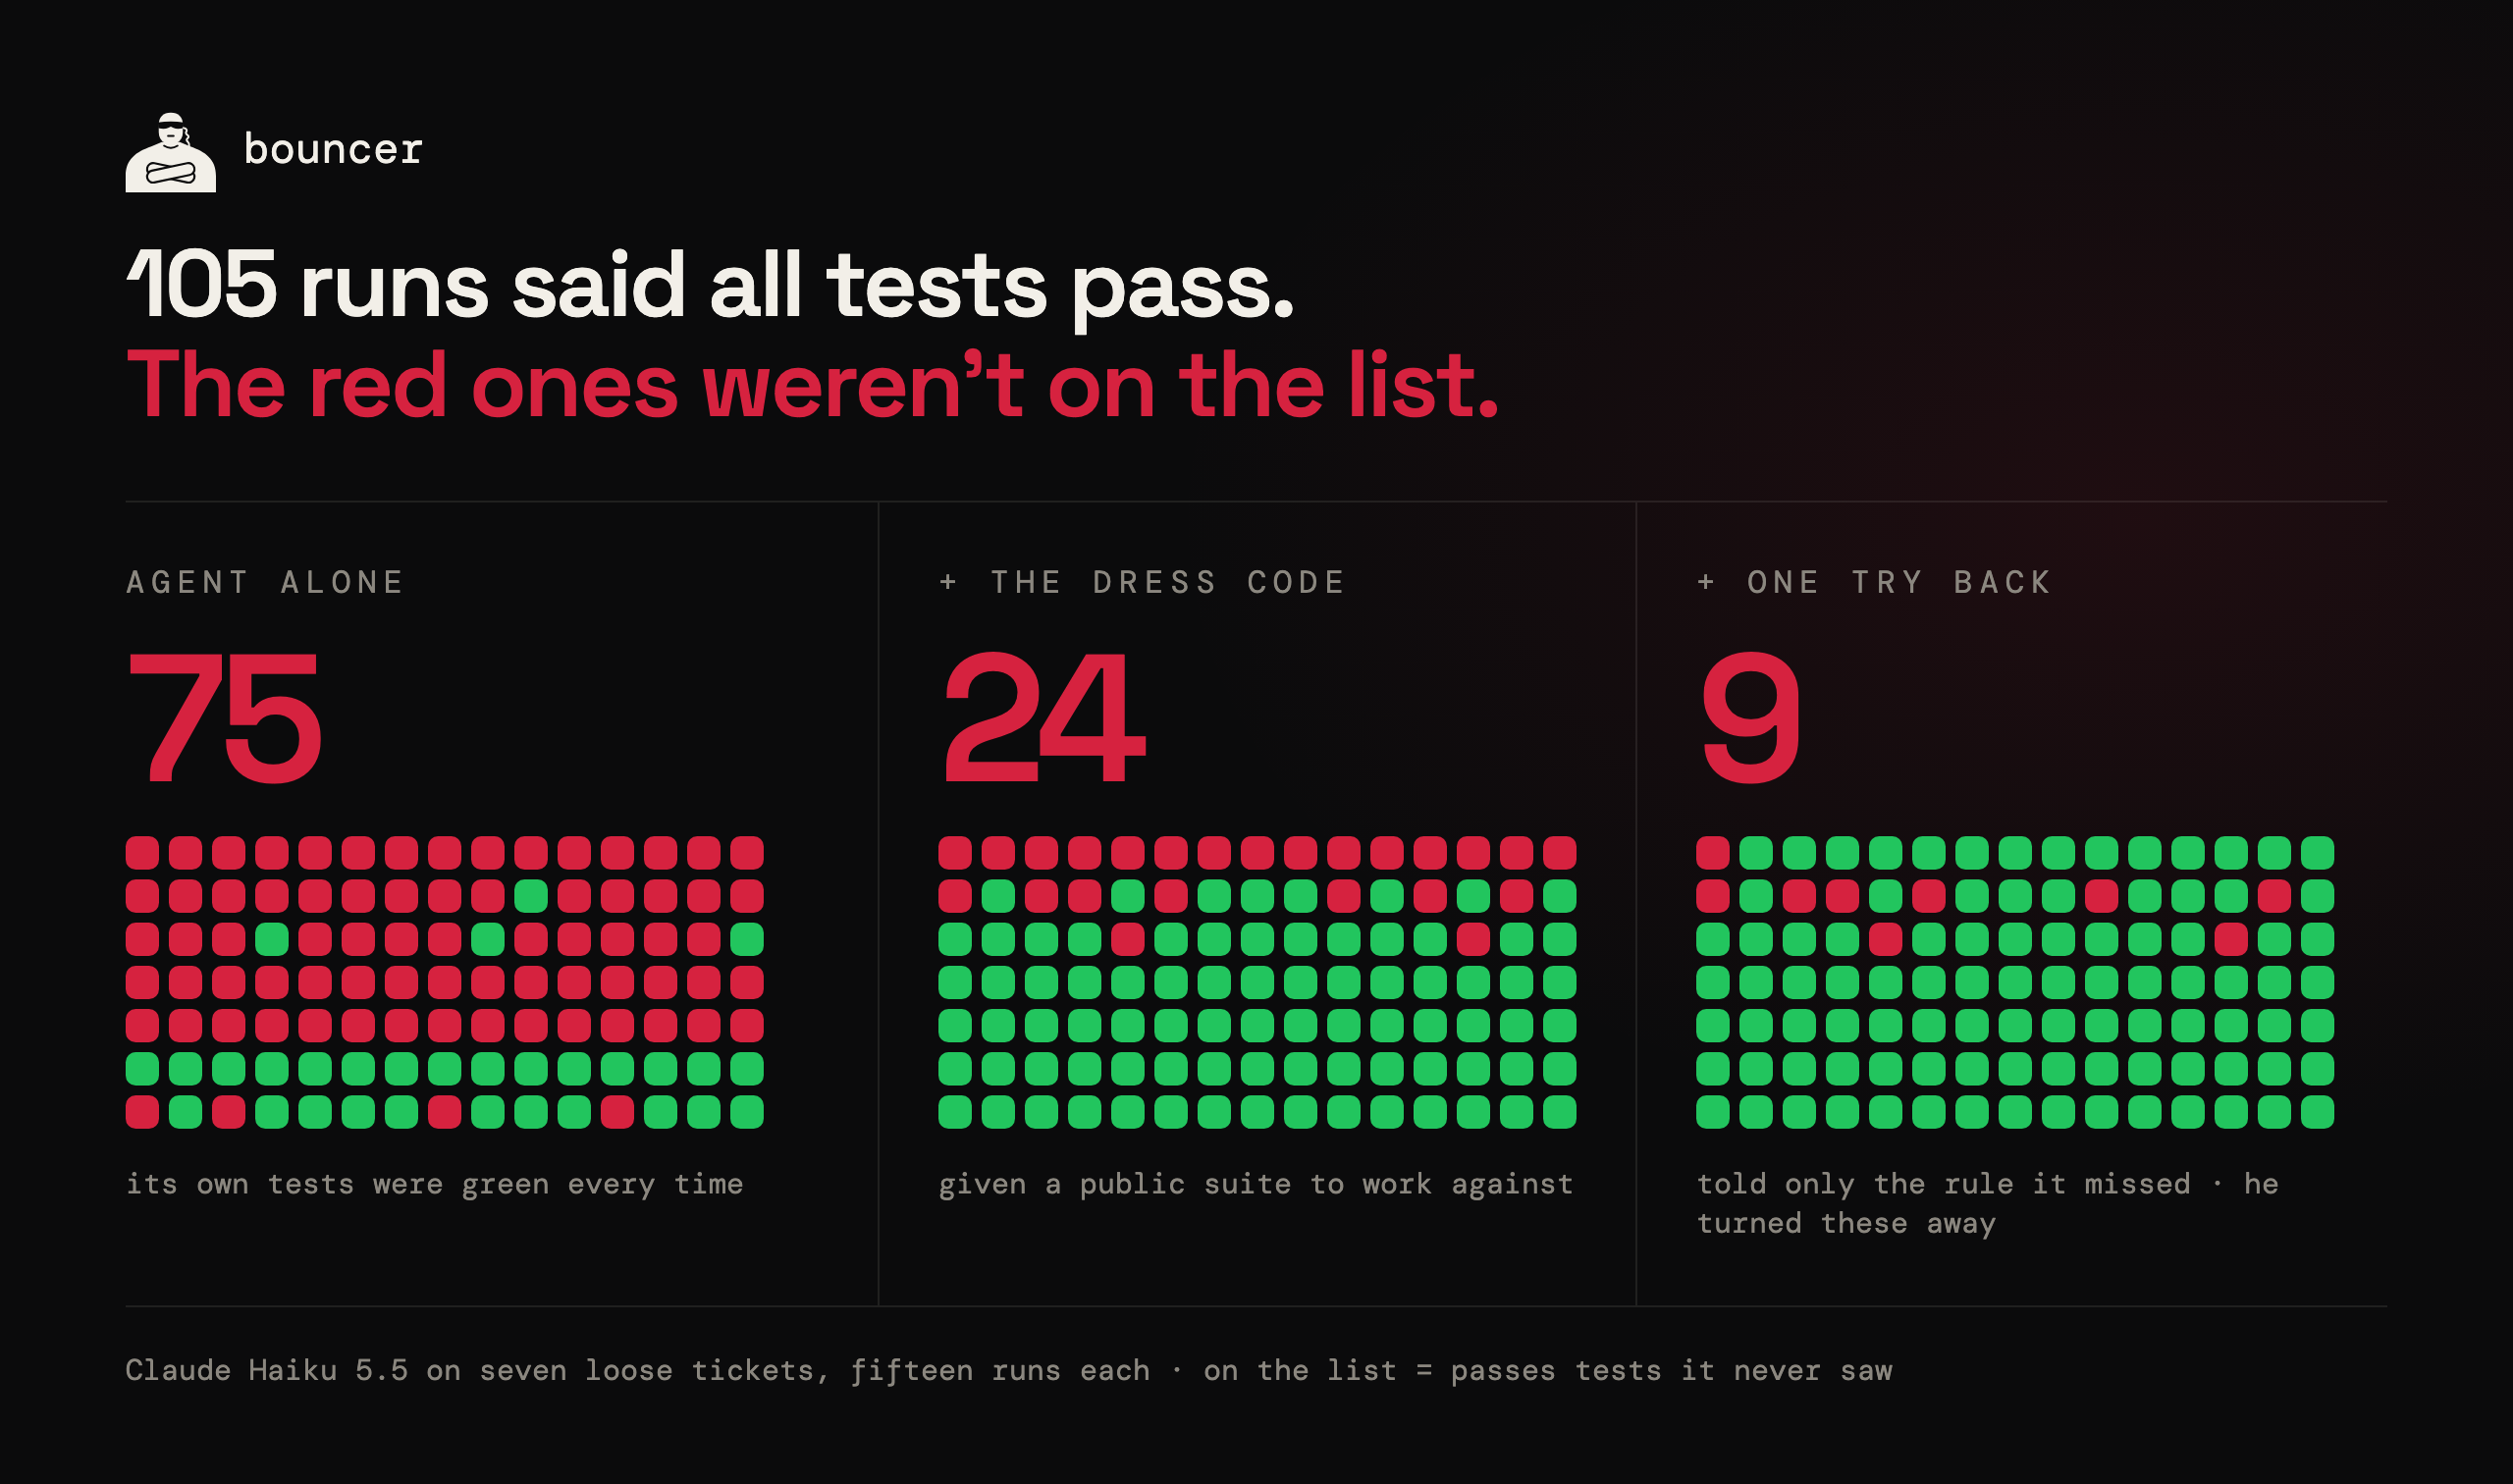 bouncer
105 runs said all tests pass.
The red ones weren’t on the list.
AGENT ALONE
75
its own tests were green every time
+ THE DRESS CODE
24
given a public suite to work against
+ ONE TRY BACK
9
told only the rule it missed · he
turned these away
Claude Haiku 5.5 on seven loose tickets, fifteen runs each · on the list = passes tests it never saw